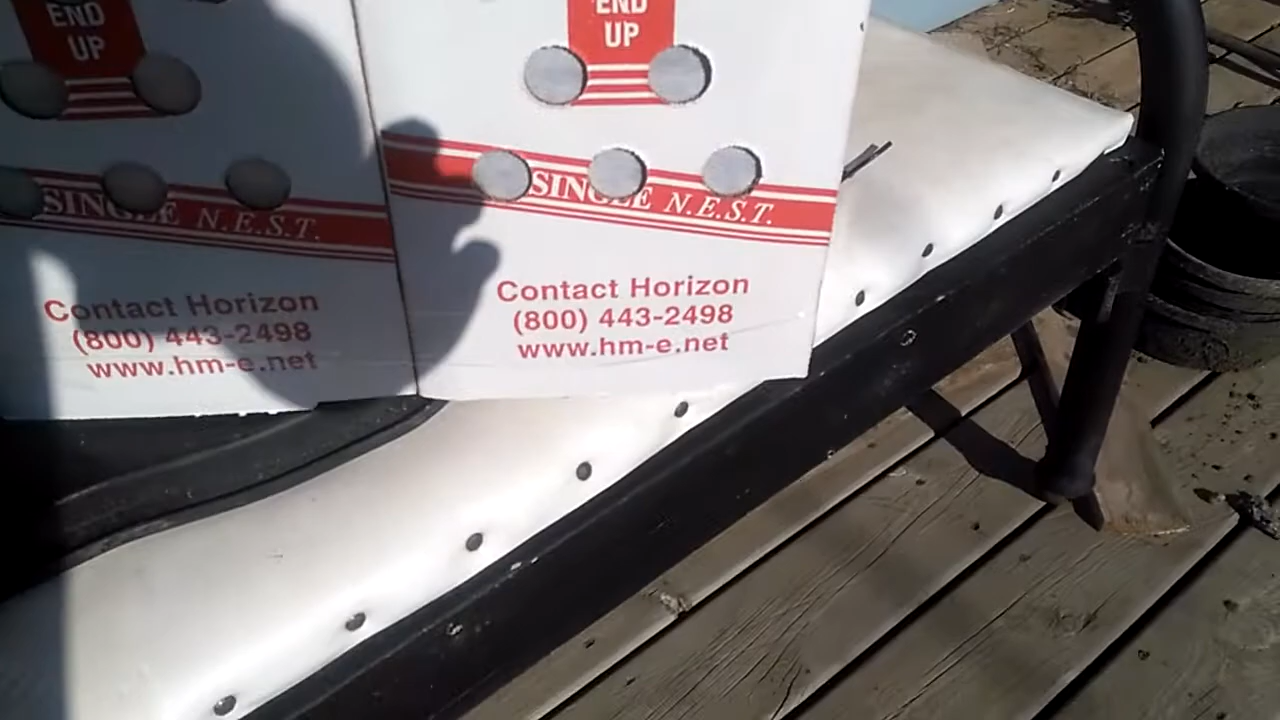 END
UP
SINGLE N.E.S.T.
Contact Horizon
(800) 443-2498
www.hm-e.net
END
UP
SINGLE N.E.S.T.
Contact Horizon
(800) 443-2498
www.hm-e.net